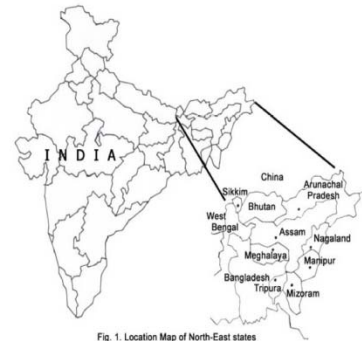 INDIA
China
Arunachal
Pradesh
Sikkim
Bhutan
West
Bengal
Assam
Nagaland
Meghalaya
Manipur
Bangladesh
Tripura
Mizoram
Fig. 1. Location Map of North-East states